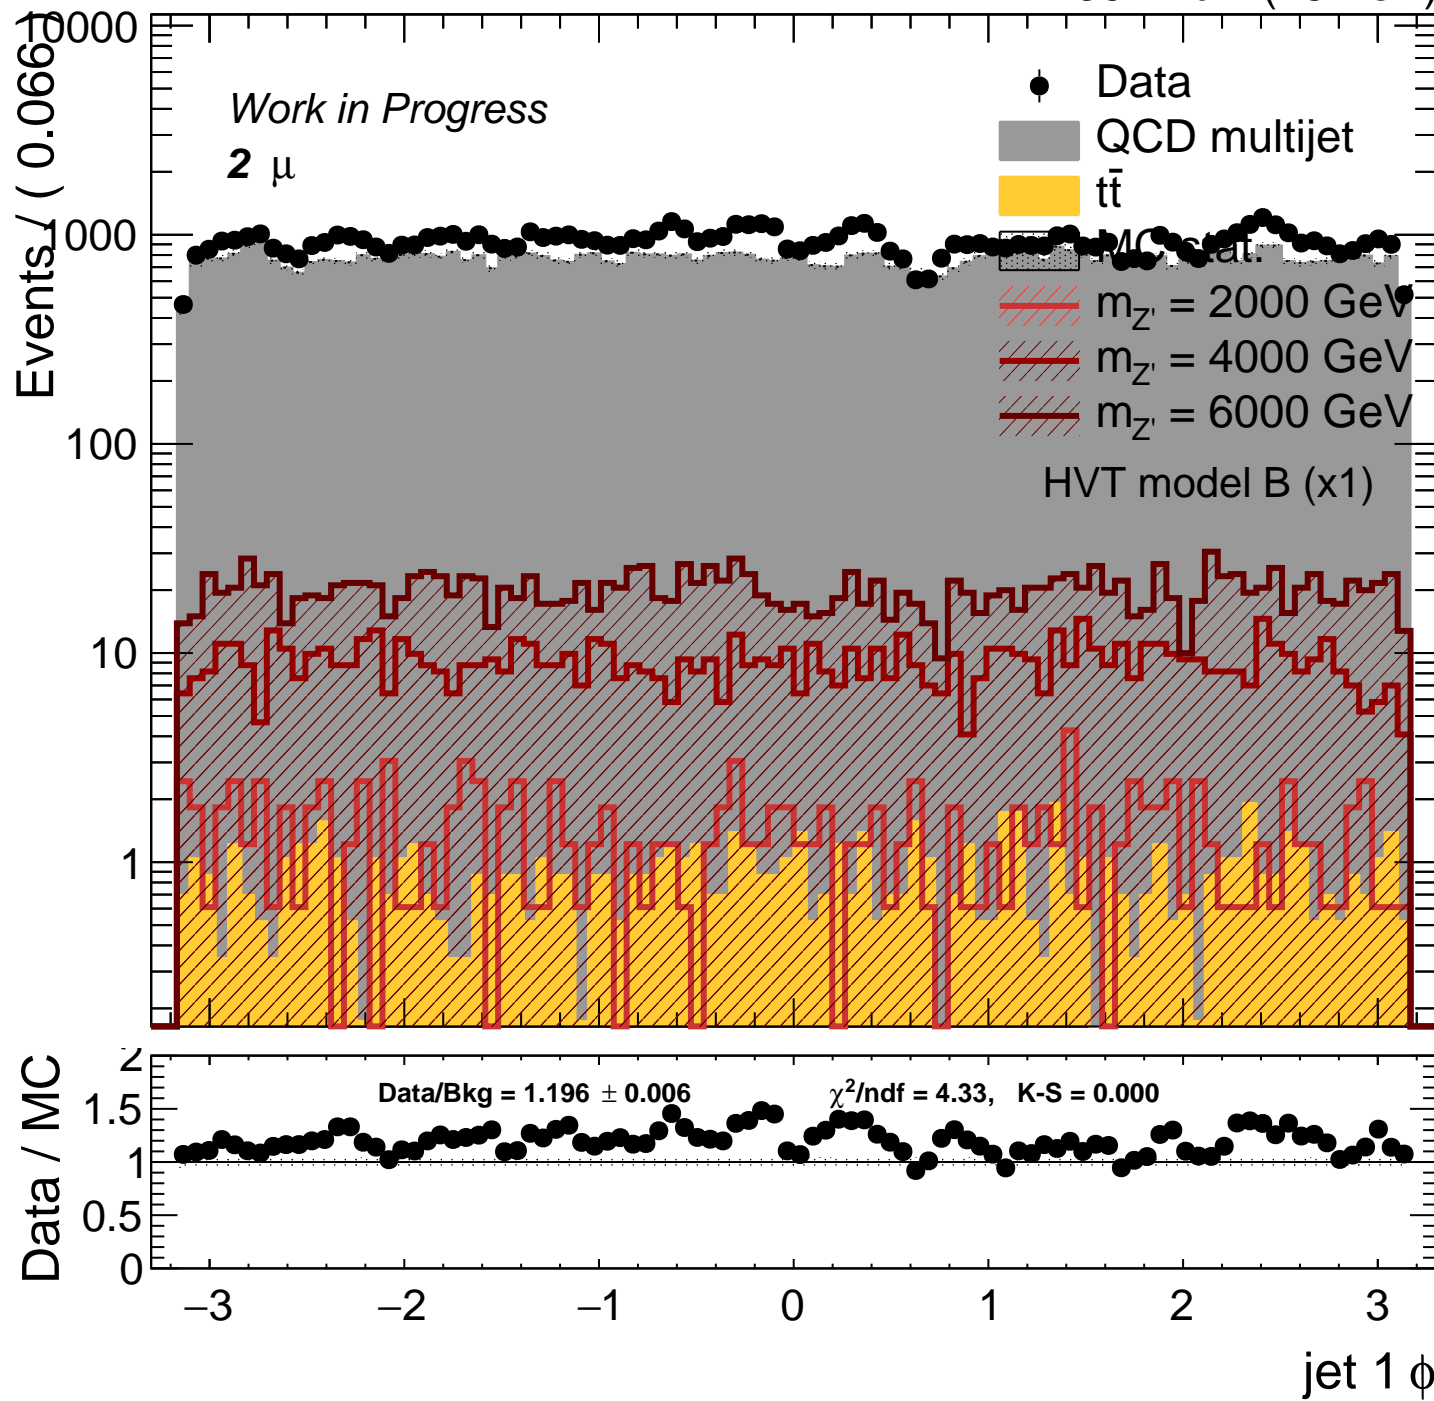 Events / ( 0.066 )
10000
1000
100
10
1
Work in Progress
2 μ
Data
QCD multijet
tt̄
MC stat.
m_Z' = 2000 GeV
m_Z' = 4000 GeV
m_Z' = 6000 GeV
HVT model B (x1)
Data / MC
2
1.5
1
0.5
0
Data/Bkg = 1.196 ± 0.006
χ²/ndf = 4.33, K-S = 0.000
−3 −2 −1 0 1 2 3
jet 1 ϕ